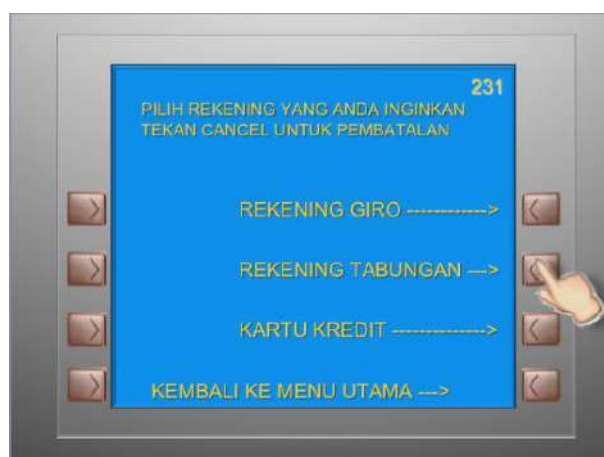 231
PILIH REKENING YANG ANDA INGINKAN
TEKAN CANCEL UNTUK PEMBATALAN
REKENING GIRO ------------>
REKENING TABUNGAN --->
KARTU KREDIT -------------->
KEMBALI KE MENU UTAMA --->